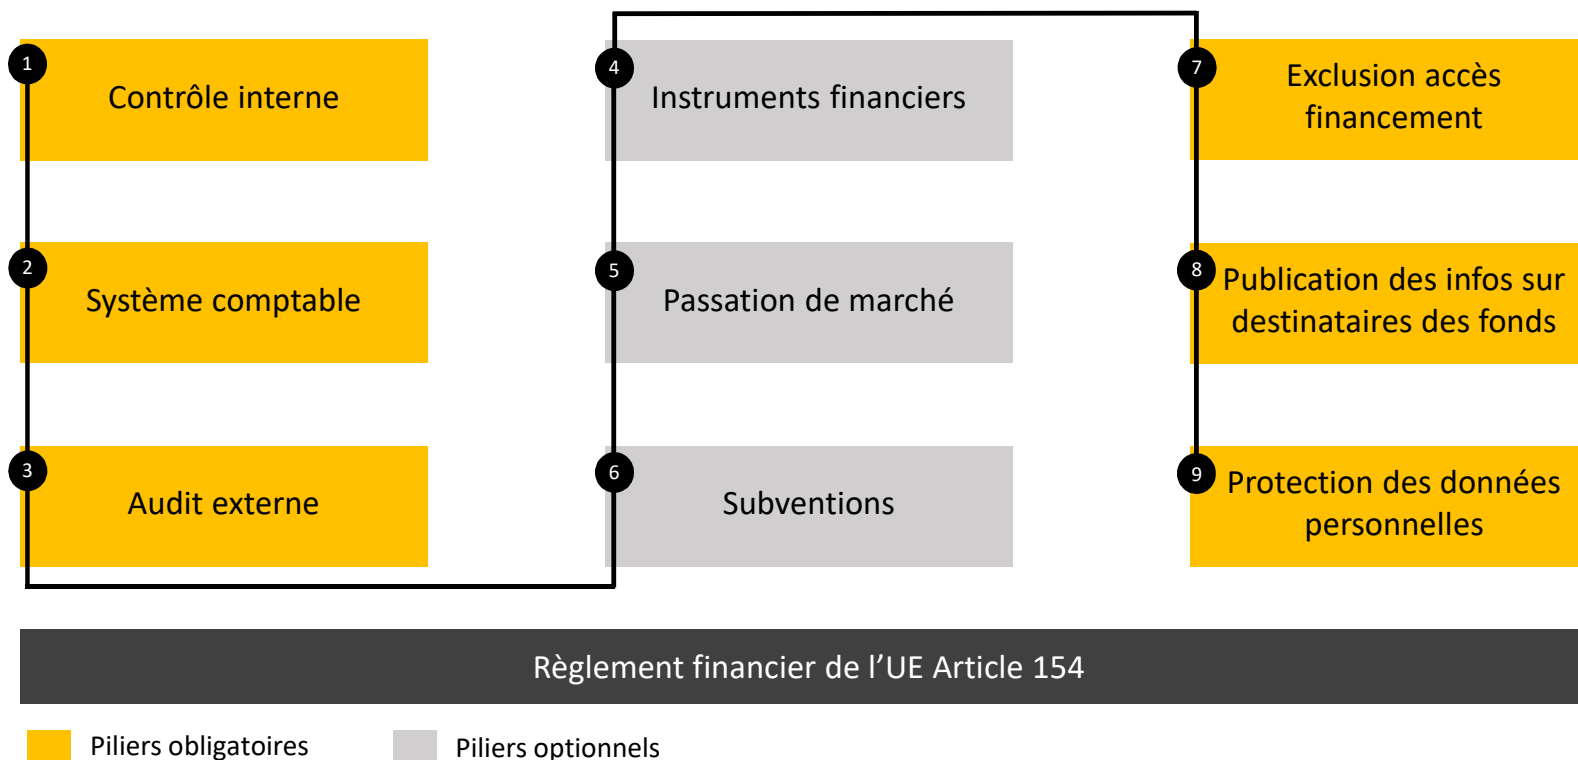 1
Contrôle interne
2
Système comptable
3
Audit externe
4
Instruments financiers
5
Passation de marché
6
Subventions
7
Exclusion accès
financement
8
Publication des infos sur
destinataires des fonds
9
Protection des données
personnelles
Règlement financier de l’UE Article 154
Piliers obligatoires
Piliers optionnels